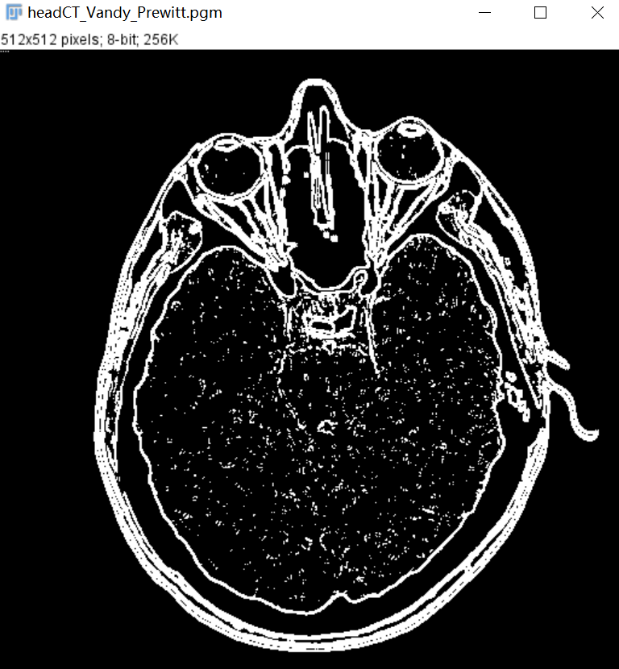 headCT_Vandy_Prewitt.pgm
512x512 pixels; 8-bit; 256K